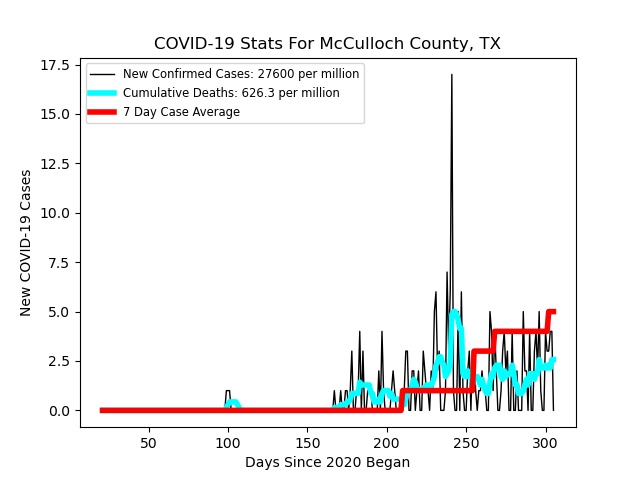 COVID-19 Stats For McCulloch County, TX
New Confirmed Cases: 27600 per million
Cumulative Deaths: 626.3 per million
7 Day Case Average
New COVID-19 Cases
17.5
15.0
12.5
10.0
7.5
5.0
2.5
0.0
50 100 150 200 250 300
Days Since 2020 Began